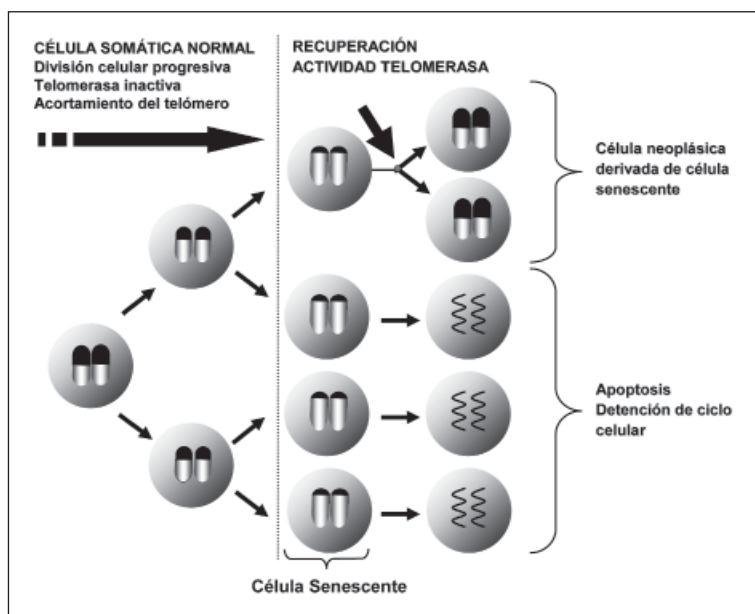 CÉLULA SOMÁTICA NORMAL
División celular progresiva
Telomerasa inactiva
Acortamiento del telómero
RECUPERACIÓN
ACTIVIDAD TELOMERASA
Célula neoplásica
derivada de célula
senescente
Apoptosis
Detención de ciclo
celular
Célula Senescente